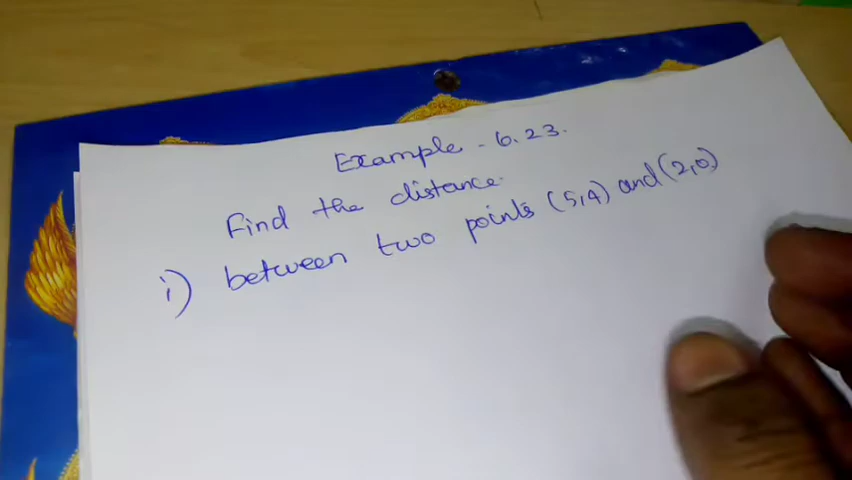 Example - 6.23.
Find the distance.
i) between two points (5,4) and (2,0)